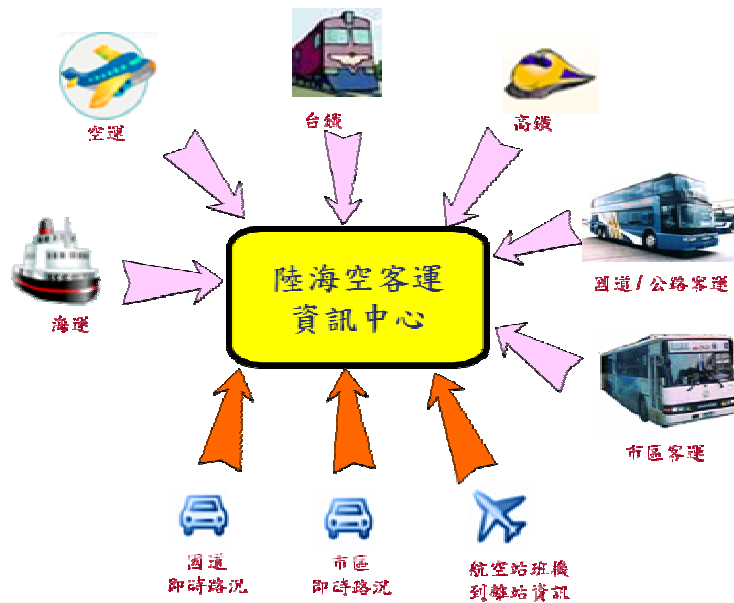 空運
台鐵
高鐵
國道/公路客運
海運
陸海空客運
資訊中心
市區客運
國道
即時路況
市區
即時路況
航空站班機
到離站資訊